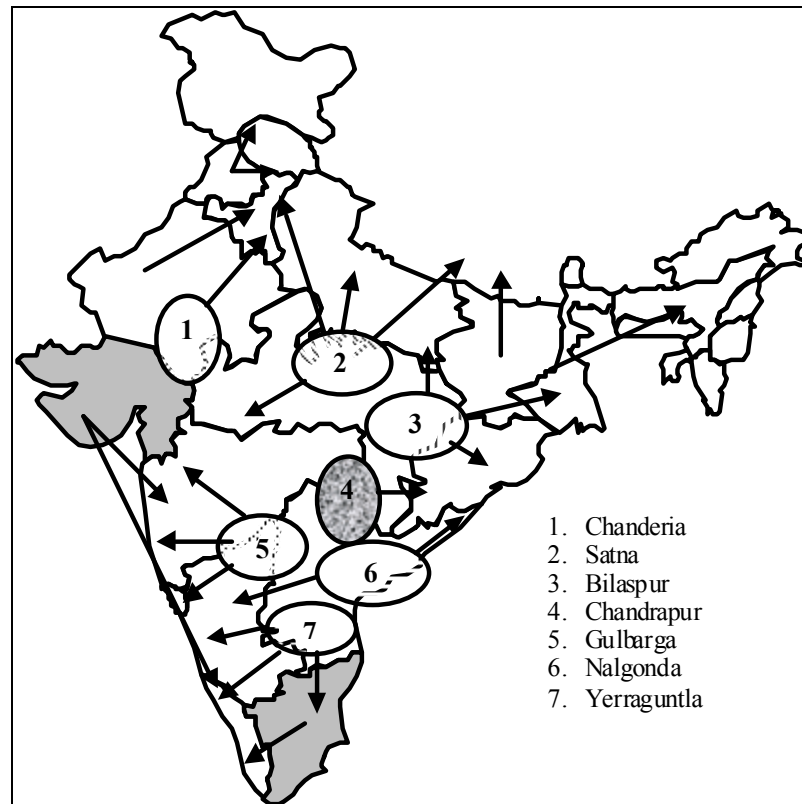 1
2
3
4
5
6
7
1. Chanderia
2. Satna
3. Bilaspur
4. Chandrapur
5. Gulbarga
6. Nalgonda
7. Yerraguntla